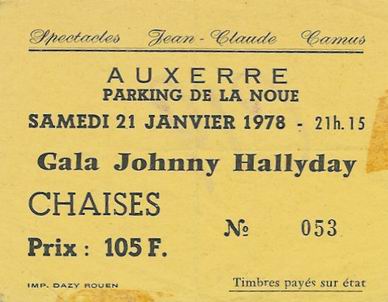 Spectacles Jean-Claude Camus
AUXERRE
PARKING DE LA NOUE
SAMEDI 21 JANVIER 1978 - 21h.15
Gala Johnny Hallyday
CHAISES
№ 053
Prix : 105 F.
IMP. DAZY ROUEN
Timbres payés sur état